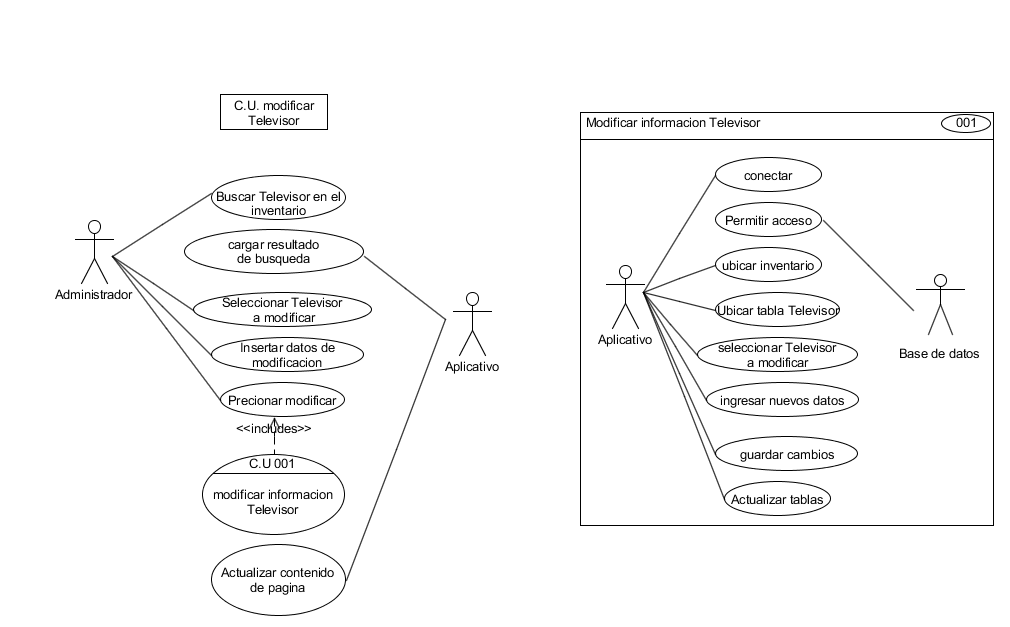 C.U. modificar
Televisor
Buscar Televisor en el
inventario
cargar resultado
de busqueda
Administrador
Seleccionar Televisor
a modificar
Aplicativo
Insertar datos de
modificacion
Precionar modificar
<<includes>>
C.U 001
modificar informacion
Televisor
Actualizar contenido
de pagina
Modificar informacion Televisor
001
conectar
Permitir acceso
ubicar inventario
Ubicar tabla Televisor
Aplicativo
Base de datos
seleccionar Televisor
a modificar
ingresar nuevos datos
guardar cambios
Actualizar tablas